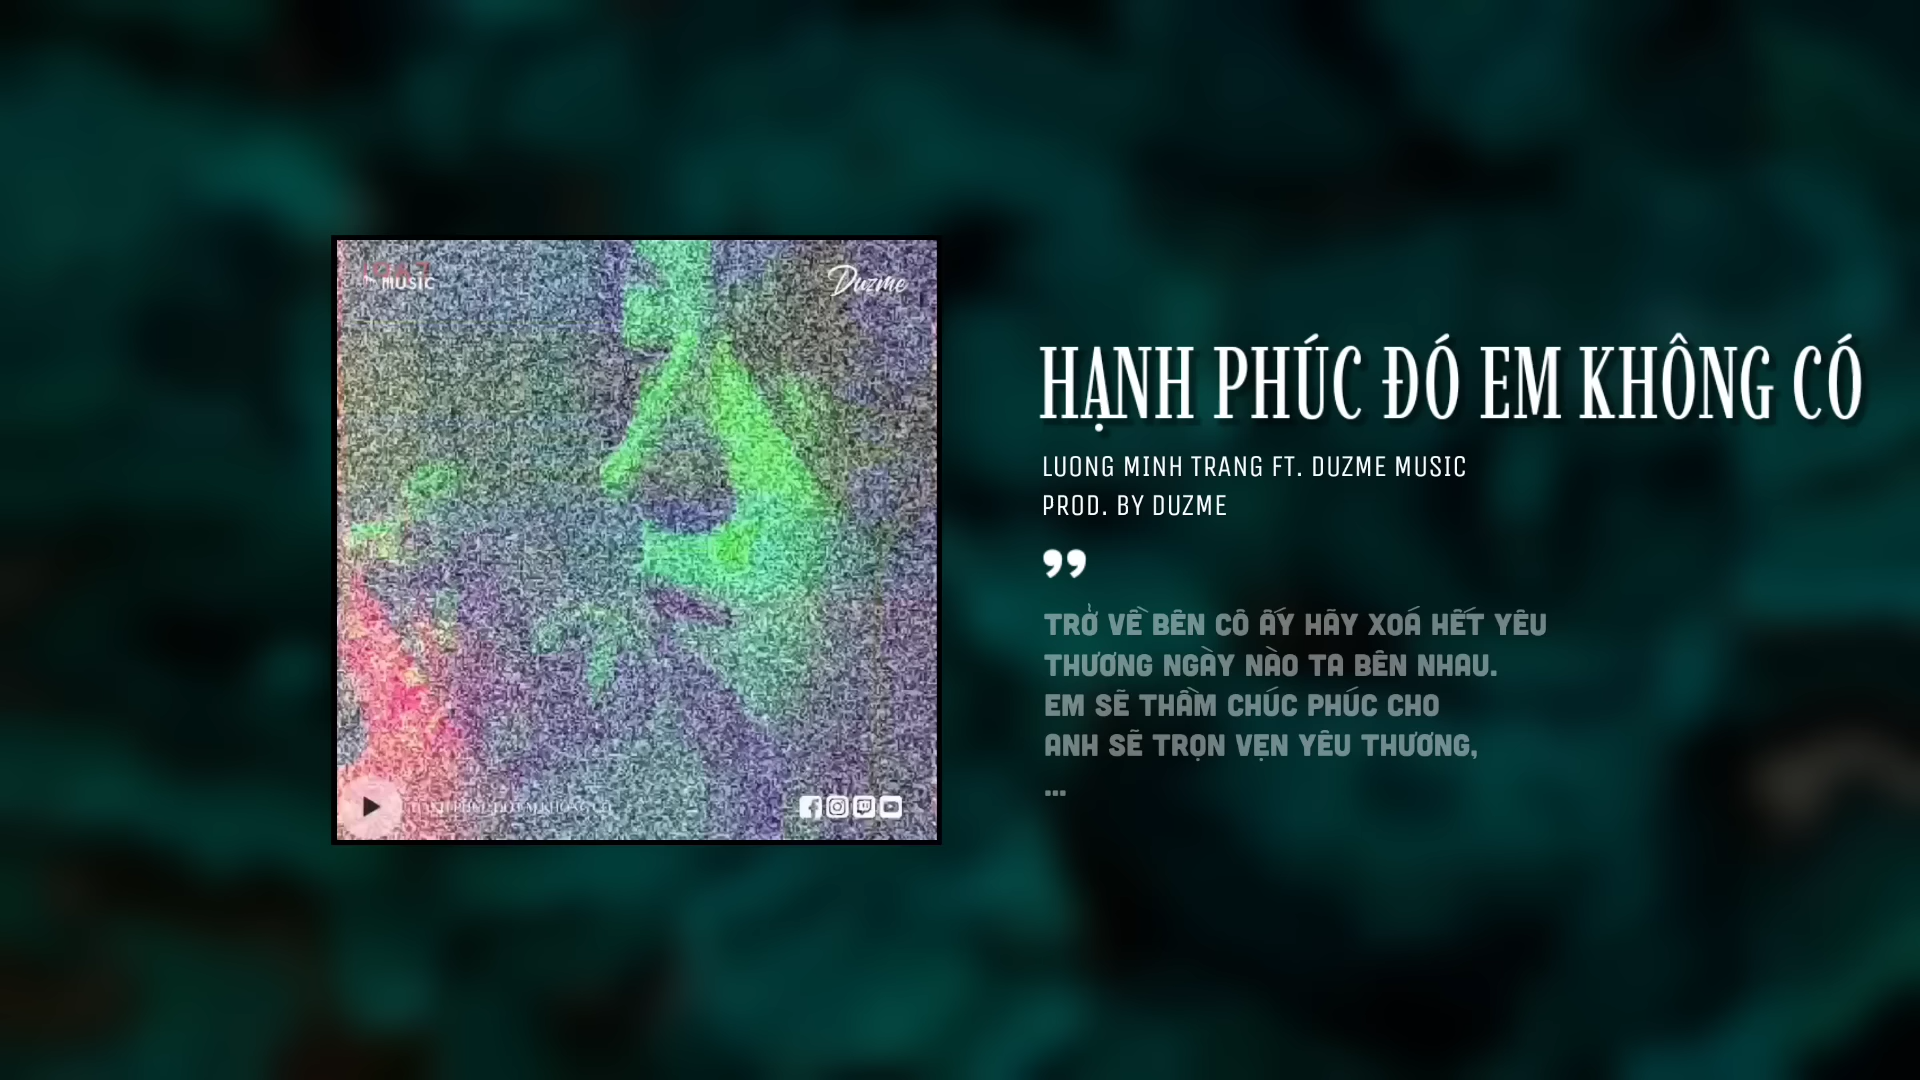 MUSIC
Duzme
HẠNH PHÚC ĐÓ EM KHÔNG CÓ
LUONG MINH TRANG FT. DUZME MUSIC
PROD. BY DUZME
”
TRỞ VỀ BÊN CÔ ẤY HÃY XOÁ HẾT YÊU
THƯƠNG NGÀY NÀO TA BÊN NHAU.
EM SẼ THẦM CHÚC PHÚC CHO
ANH SẼ TRỌN VẸN YÊU THƯƠNG,
...